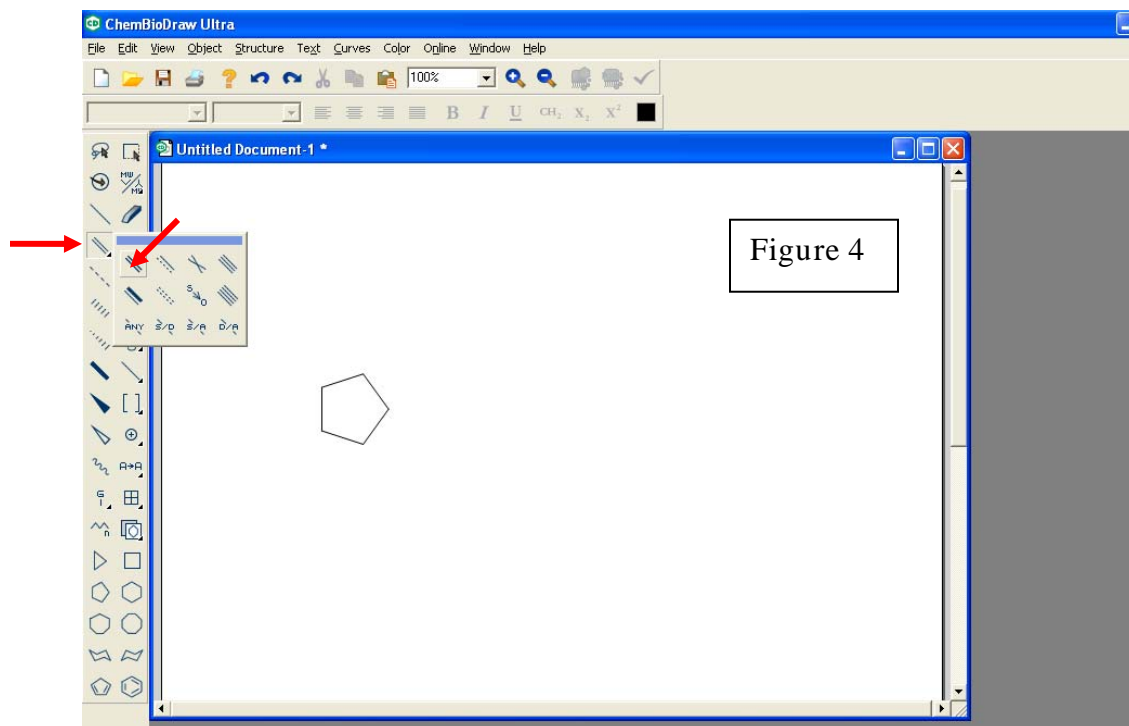 ChemBioDraw Ultra
File Edit View Object Structure Text Curves Color Online Window Help
100%
B I U CH₂ X₂ X²
Untitled Document-1 *
MW
Figure 4
S O
ANY S/D S/A D/A
A A
n